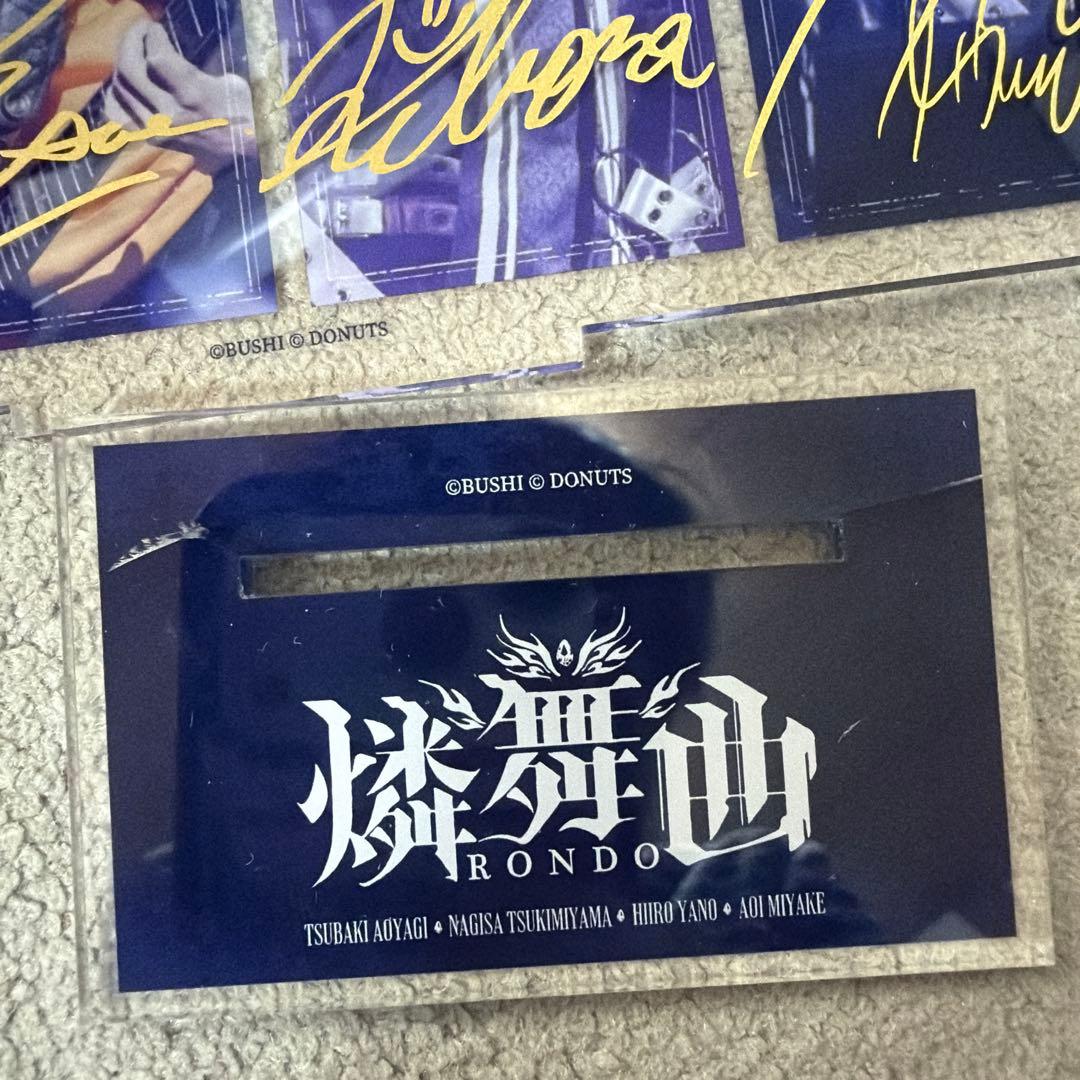 ©BUSHI © DONUTS
©BUSHI © DONUTS
燐舞曲
RONDO
TSUBAKI AOYAGI ♦ NAGISA TSUKIMIYAMA ♦ HIIRO YANO ♦ AOI MIYAKE